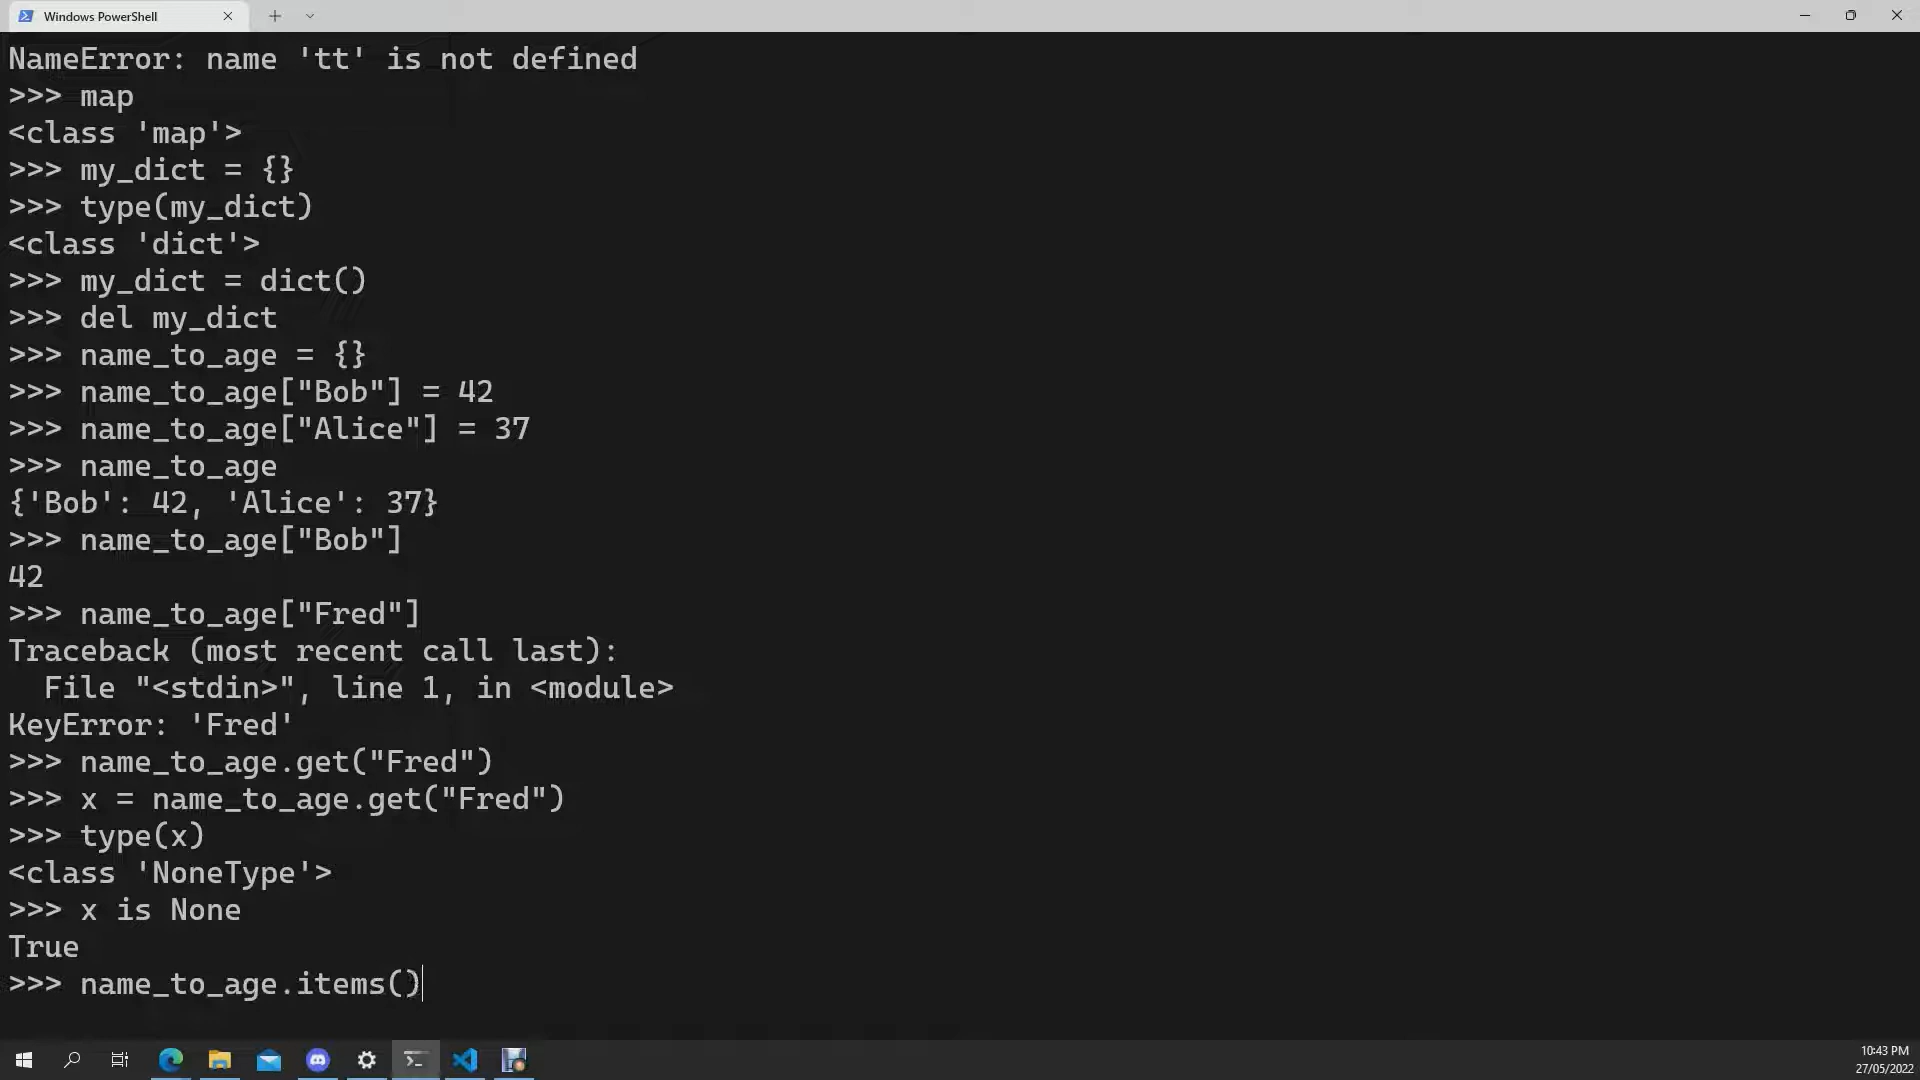 Windows PowerShell
NameError: name 'tt' is not defined
>>> map
<class 'map'>
>>> my_dict = {}
>>> type(my_dict)
<class 'dict'>
>>> my_dict = dict()
>>> del my_dict
>>> name_to_age = {}
>>> name_to_age["Bob"] = 42
>>> name_to_age["Alice"] = 37
>>> name_to_age
{'Bob': 42, 'Alice': 37}
>>> name_to_age["Bob"]
42
>>> name_to_age["Fred"]
Traceback (most recent call last):
  File "<stdin>", line 1, in <module>
KeyError: 'Fred'
>>> name_to_age.get("Fred")
>>> x = name_to_age.get("Fred")
>>> type(x)
<class 'NoneType'>
>>> x is None
True
>>> name_to_age.items()
10:43 PM
27/05/2022